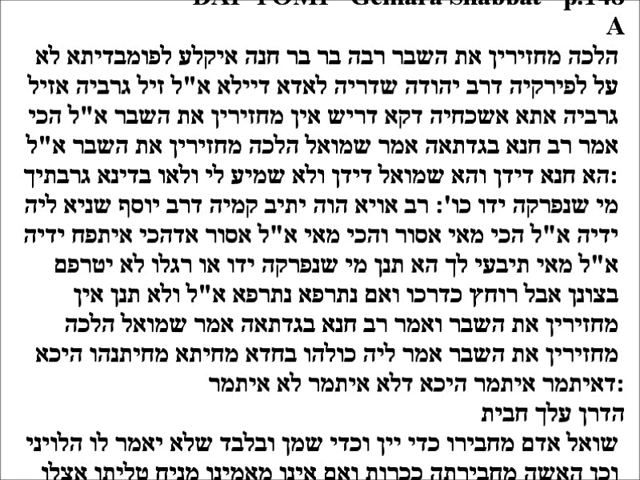 DAF YOMI - Gemara Shabbat - p.148
A
הלכה מחזירין את השבר רבה בר בר חנה איקלע לפומבדיתא לא
על לפירקיה דרב יהודה שדריה לאדא דיילא א"ל זיל גרביה אזיל
גרביה אתא אשכחיה דקא דריש אין מחזירין את השבר א"ל הכי
אמר רב חנא בגדתאה אמר שמואל הלכה מחזירין את השבר א"ל
:הא חנא דידן והא שמואל דידן ולא שמיע לי ולאו בדינא גרבתיך
מי שנפרקה ידו כו': רב אויא הוה יתיב קמיה דרב יוסף שניא ליה
ידיה א"ל הכי מאי אסור והכי מאי א"ל אסור אדהכי איתפח ידיה
א"ל מאי תיבעי לך הא תנן מי שנפרקה ידו או רגלו לא יטרפם
בצונן אבל רוחץ כדרכו ואם נתרפא נתרפא א"ל ולא תנן אין
מחזירין את השבר ואמר רב חנא בגדתאה אמר שמואל הלכה
מחזירין את השבר אמר ליה כולהו בחדא מחיתא מחיתנהו היכא
:דאיתמר איתמר היכא דלא איתמר לא איתמר
הדרן עלך חבית
שואל אדם מחבירו כדי יין וכדי שמן ובלבד שלא יאמר לו הלויני
וכן האשה מחבירתה ככרות ואם אינו מאמינו מניח טליתו אצלו